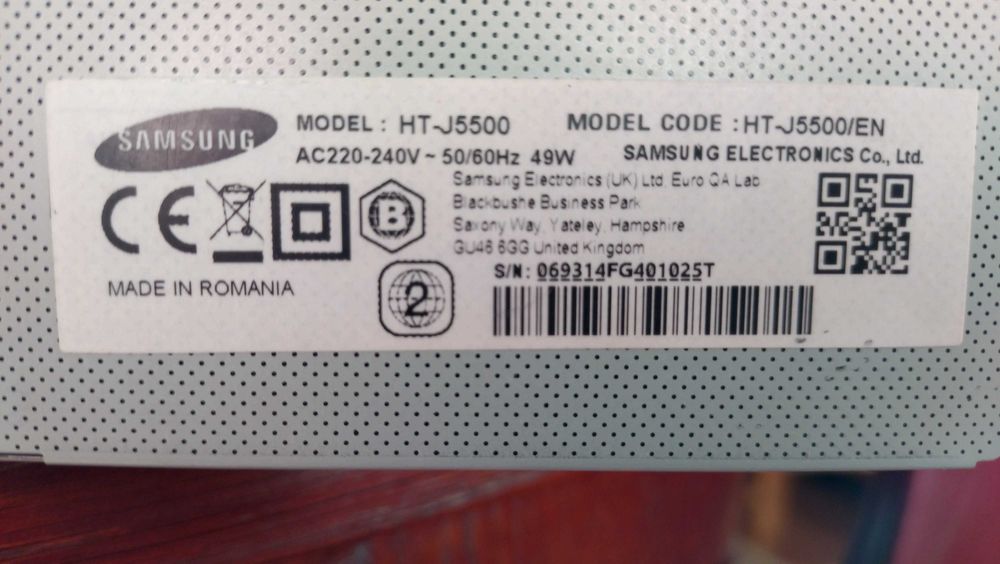 SAMSUNG
MODEL : HT-J5500 MODEL CODE :HT-J5500/EN
AC220-240V ~ 50/60Hz 49W SAMSUNG ELECTRONICS Co., Ltd.
Samsung Electronics (UK) Ltd, Euro QA Lab
Blackbushe Business Park
Saxony Way, Yateley, Hampshire
GU46 6GG United Kingdom
CE
B
S/N: 069314FG401025T
MADE IN ROMANIA
2